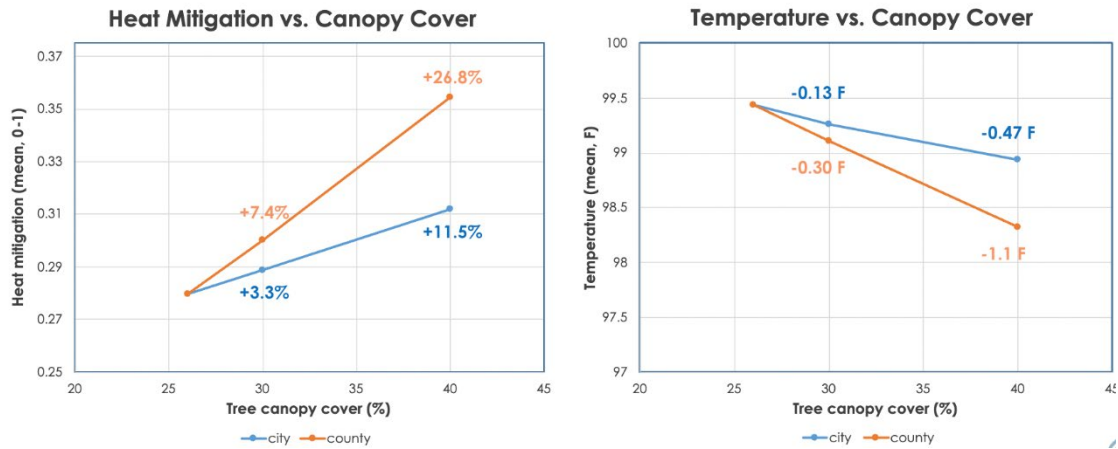 Heat Mitigation vs. Canopy Cover
0.37
0.35
0.33
0.31
0.29
0.27
0.25
Heat mitigation (mean, 0-1)
+26.8%
+7.4%
+11.5%
+3.3%
20 25 30 35 40 45
Tree canopy cover (%)
city county
Temperature vs. Canopy Cover
100
99.5
99
98.5
98
97.5
97
Temperature (mean, F)
-0.13 F
-0.47 F
-0.30 F
-1.1 F
20 25 30 35 40 45
Tree canopy cover (%)
city county